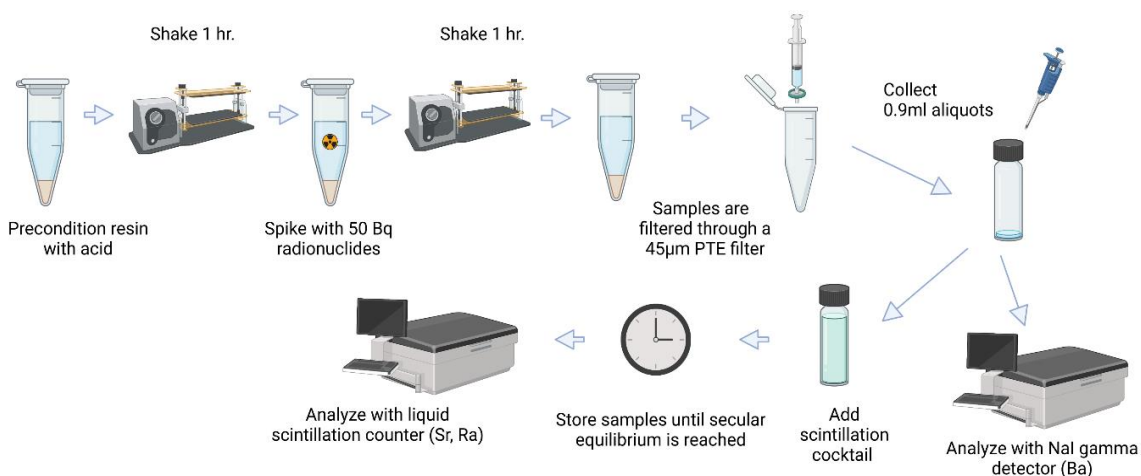 Shake 1 hr.
Shake 1 hr.
Precondition resin
with acid
Spike with 50 Bq
radionuclides
Samples are
filtered through a
45µm PTE filter
Collect
0.9ml aliquots
Analyze with liquid
scintillation counter (Sr, Ra)
Store samples until secular
equilibrium is reached
Add
scintillation
cocktail
Analyze with NaI gamma
detector (Ba)